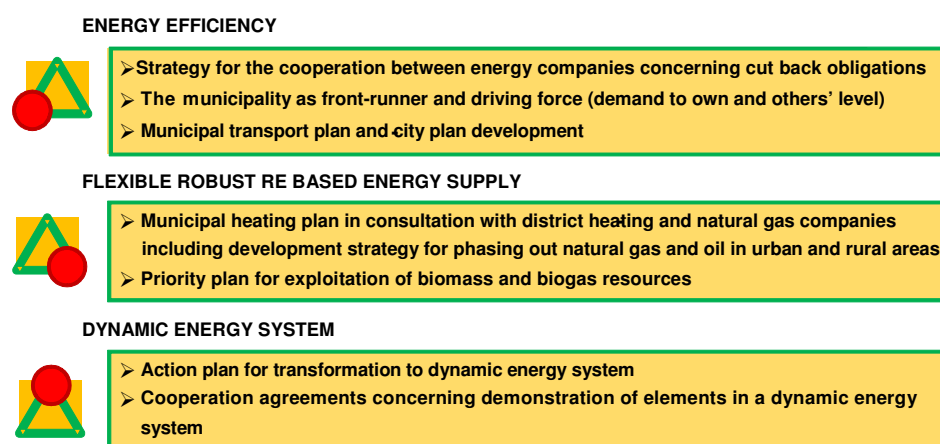 ENERGY EFFICIENCY
➢Strategy for the cooperation between energy companies concerning cut back obligations
➢ The municipality as front-runner and driving force (demand to own and others’ level)
➢ Municipal transport plan and city plan development
FLEXIBLE ROBUST RE BASED ENERGY SUPPLY
➢ Municipal heating plan in consultation with district heating and natural gas companies
including development strategy for phasing out natural gas and oil in urban and rural areas
➢ Priority plan for exploitation of biomass and biogas resources
DYNAMIC ENERGY SYSTEM
➢ Action plan for transformation to dynamic energy system
➢ Cooperation agreements concerning demonstration of elements in a dynamic energy
system